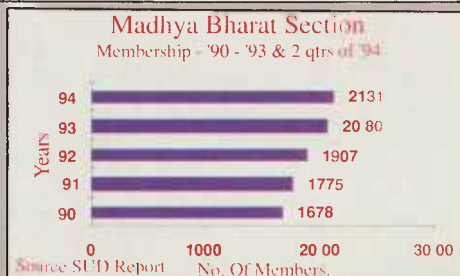 Madhya Bharat Section
Membership - '90 - '93 & 2 qtrs of '94
94 2131
93 20 80
92 1907
91 1775
90 1678
Years
0 1000 20 00 30 00
Source SUD Report No. Of Members.